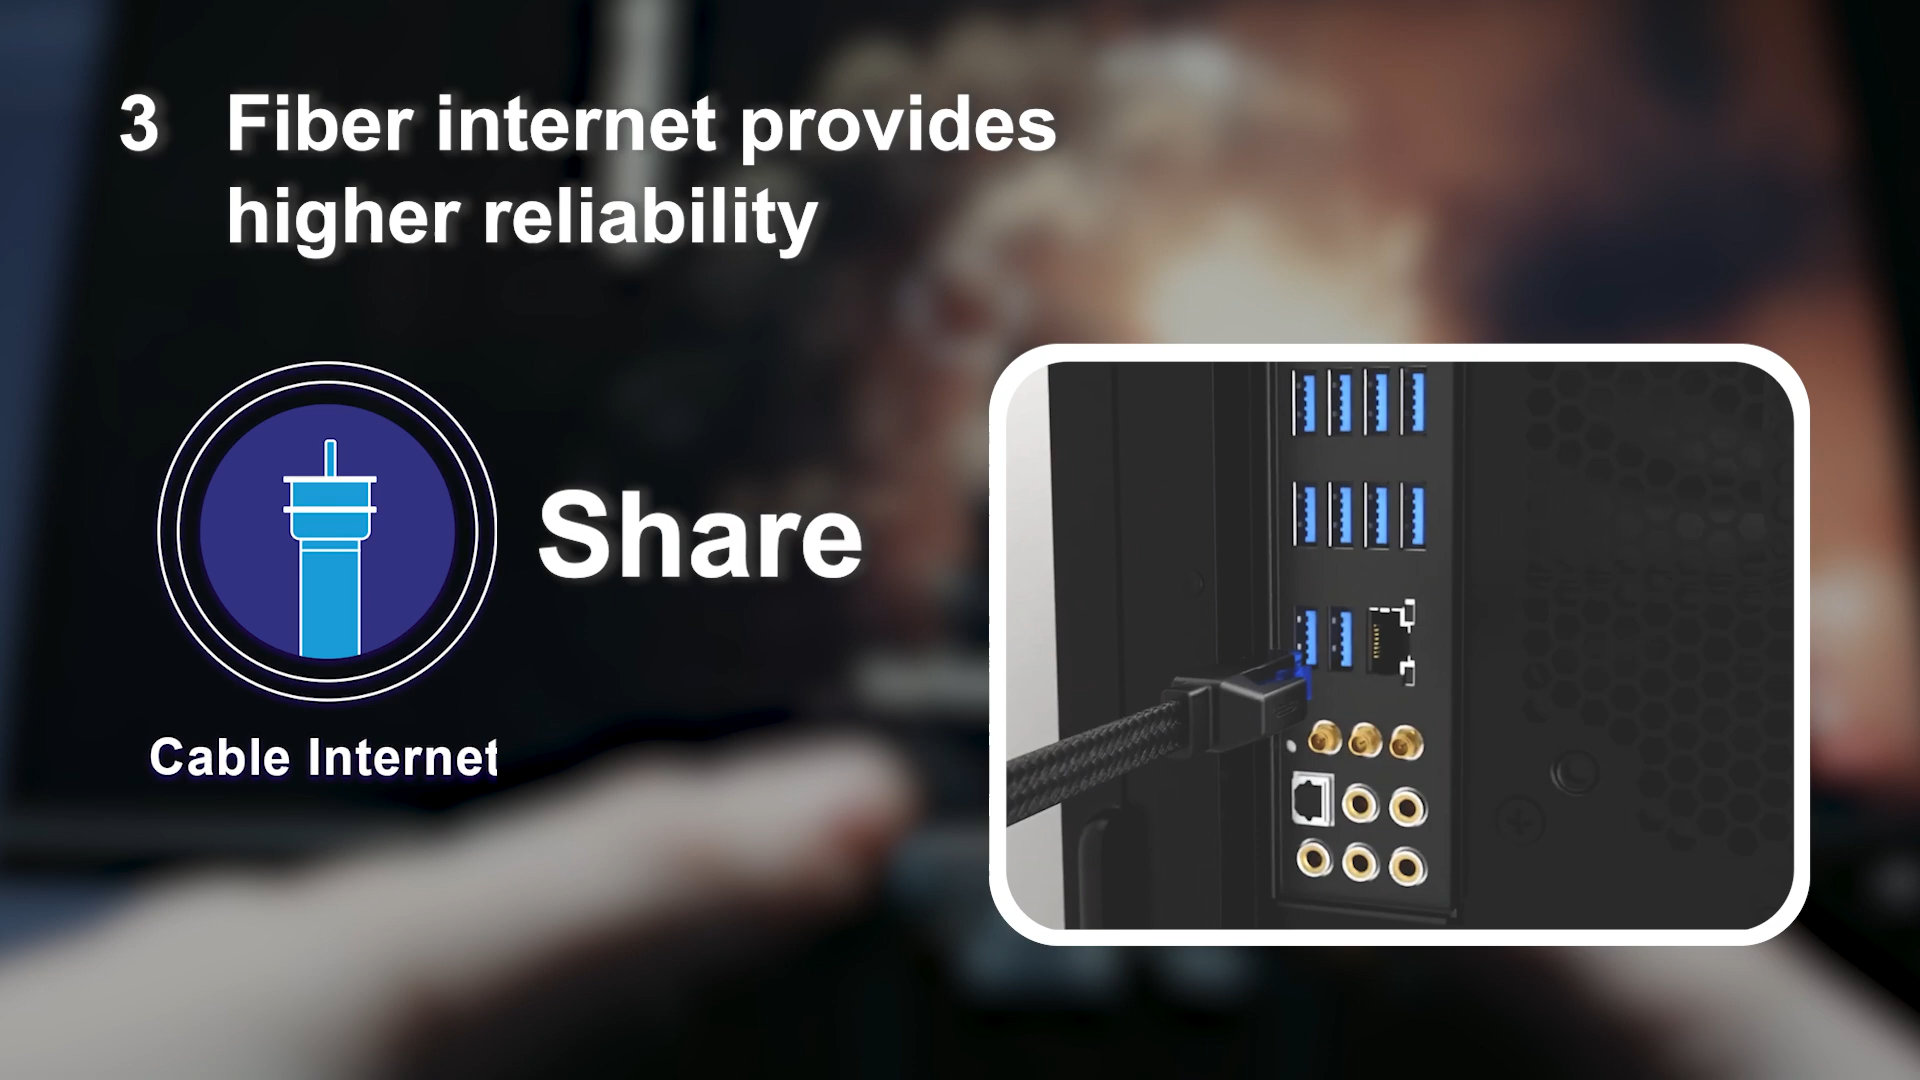 3 Fiber internet provides
higher reliability
Share
Cable Internet